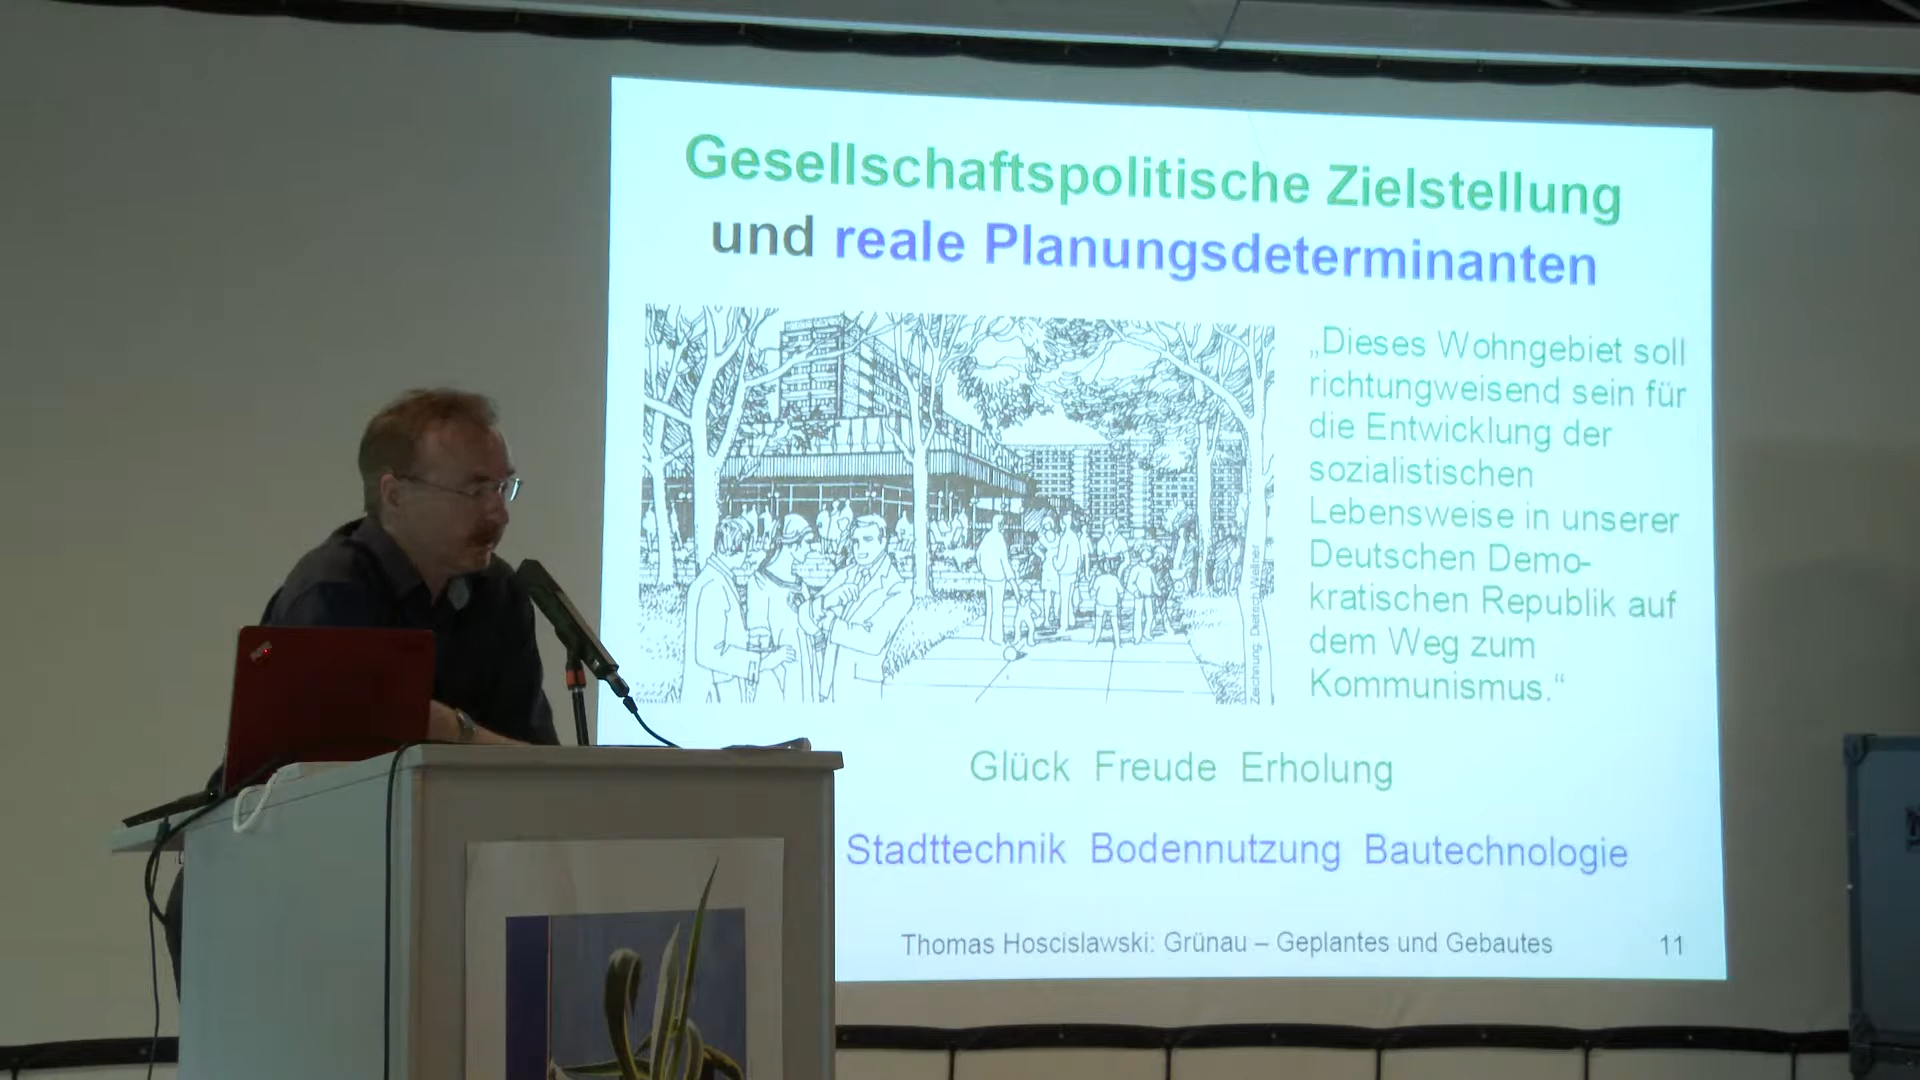 Gesellschaftspolitische Zielstellung
und reale Planungsdeterminanten
„Dieses Wohngebiet soll
richtungweisend sein für
die Entwicklung der
sozialistischen
Lebensweise in unserer
Deutschen Demo-
kratischen Republik auf
dem Weg zum
Kommunismus.“
Zeichnung: Dietrich Wellner
Glück Freude Erholung
Stadttechnik Bodennutzung Bautechnologie
Thomas Hoscislawski: Grünau – Geplantes und Gebautes 11